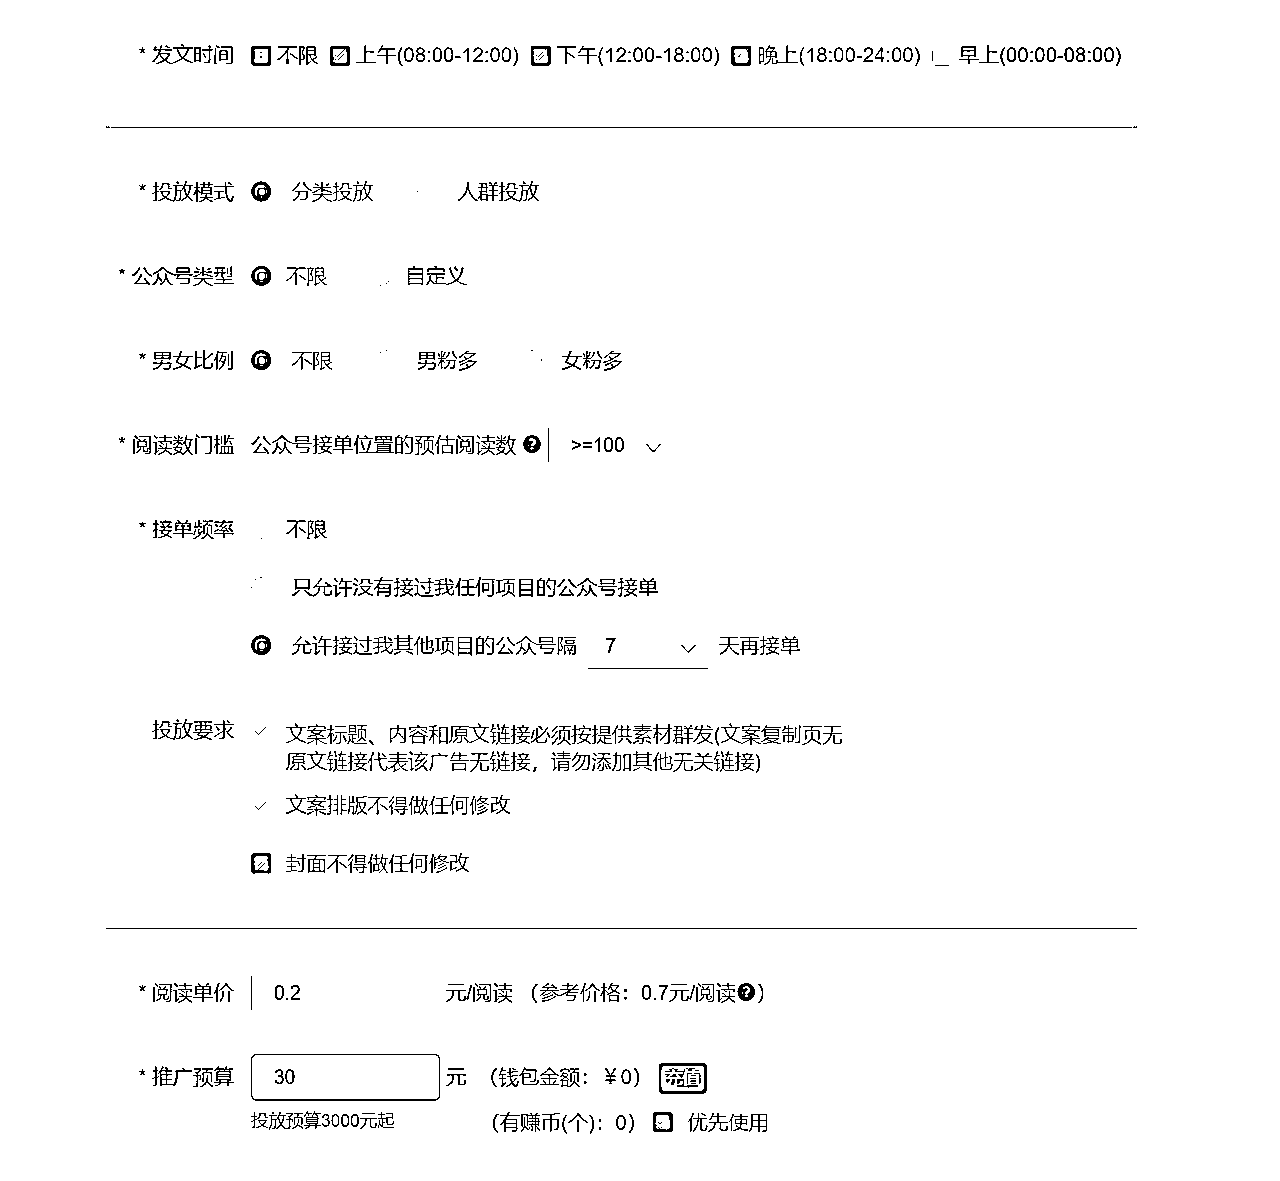 * 发文时间 不限 上午(08:00-12:00) 下午(12:00-18:00) 晚上(18:00-24:00) 早上(00:00-08:00)
* 投放模式 分类投放 人群投放
* 公众号类型 不限 自定义
* 男女比例 不限 男粉多 女粉多
* 阅读数门槛 公众号接单位置的预估阅读数 >=100
* 接单频率 不限
只允许没有接过我任何项目的公众号接单
允许接过我其他项目的公众号隔 7 天再接单
投放要求 文案标题、内容和原文链接必须按提供素材群发(文案复制页无
原文链接代表该广告无链接，请勿添加其他无关链接)
文案排版不得做任何修改
封面不得做任何修改
* 阅读单价 0.2 元/阅读 （参考价格：0.7元/阅读）
* 推广预算 30 元 （钱包金额：￥0） 充值
投放预算3000元起 (有赚币(个)：0) 优先使用